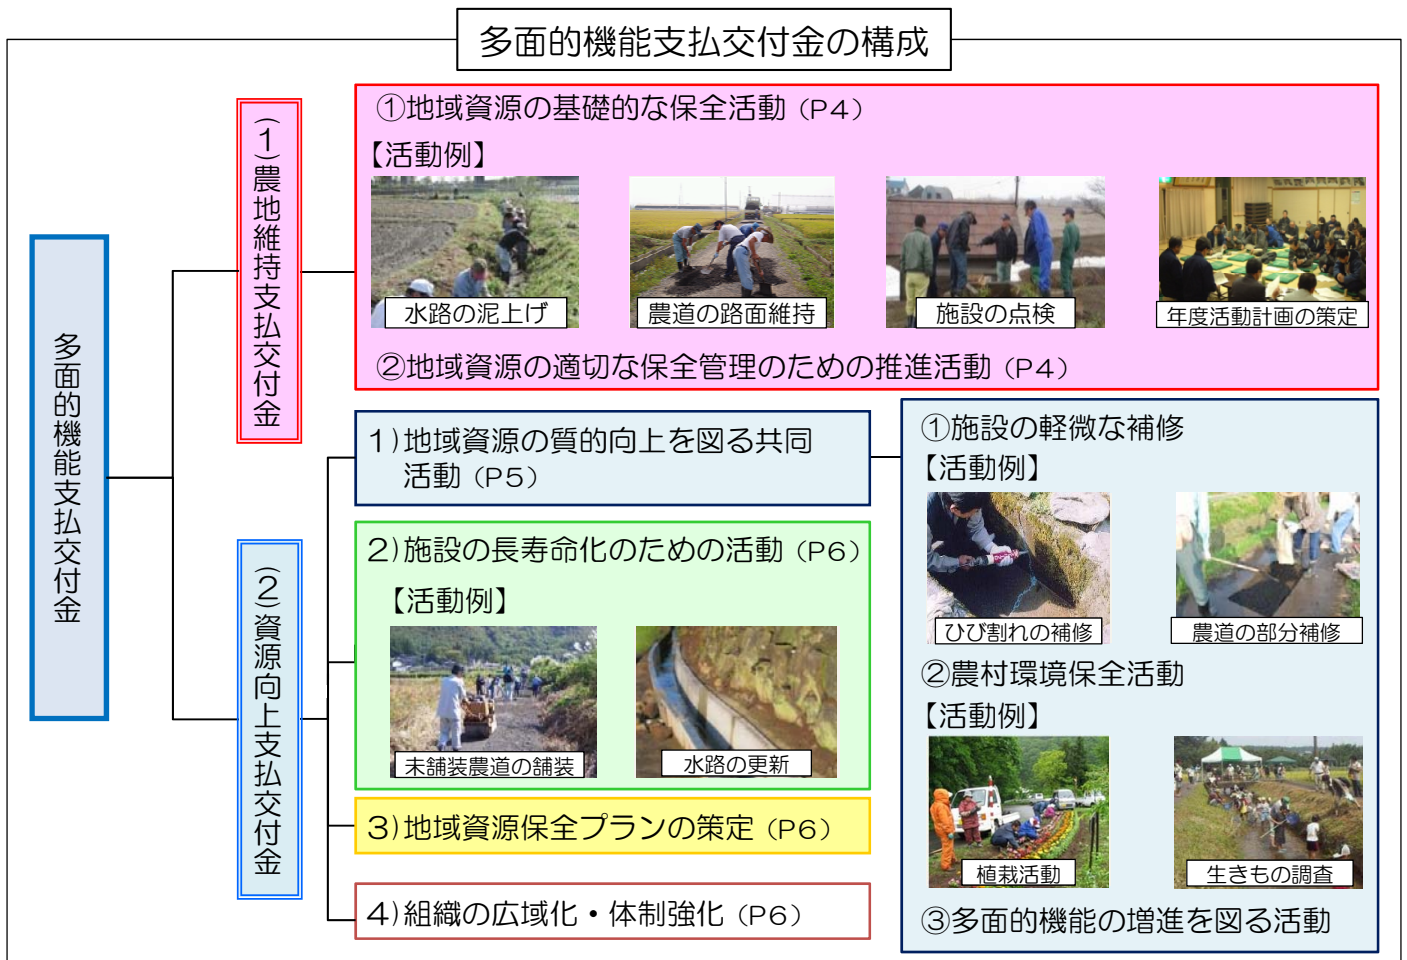 多面的機能支払交付金の構成
多面的機能支払交付金
(1)農地維持支払交付金
①地域資源の基礎的な保全活動(P4)
【活動例】
水路の泥上げ
農道の路面維持
施設の点検
年度活動計画の策定
②地域資源の適切な保全管理のための推進活動(P4)
(2)資源向上支払交付金
1)地域資源の質的向上を図る共同
活動(P5)
①施設の軽微な補修
【活動例】
ひび割れの補修
農道の部分補修
②農村環境保全活動
【活動例】
植栽活動
生きもの調査
③多面的機能の増進を図る活動
2)施設の長寿命化のための活動(P6)
【活動例】
未舗装農道の舗装
水路の更新
3)地域資源保全プランの策定(P6)
4)組織の広域化・体制強化(P6)